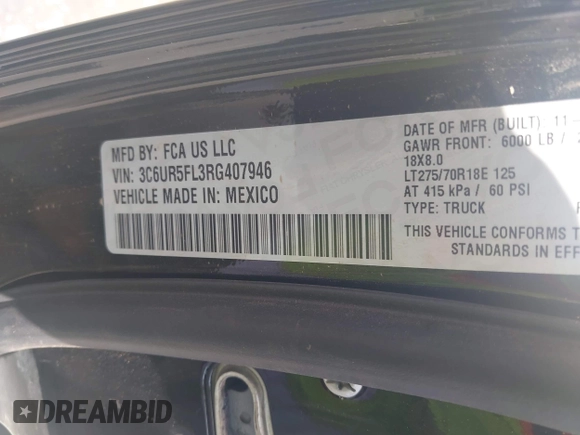 MFD BY: FCA US LLC
VIN: 3C6UR5FL3RG407946
VEHICLE MADE IN: MEXICO
DATE OF MFR (BUILT) 11-
GAWR FRONT: 6000 LB /
18X8.0
LT275/70R18E 125
AT 415 kPa / 60 PSI
TYPE: TRUCK
THIS VEHICLE CONFORMS T
STANDARDS IN EFF
DREAMBID